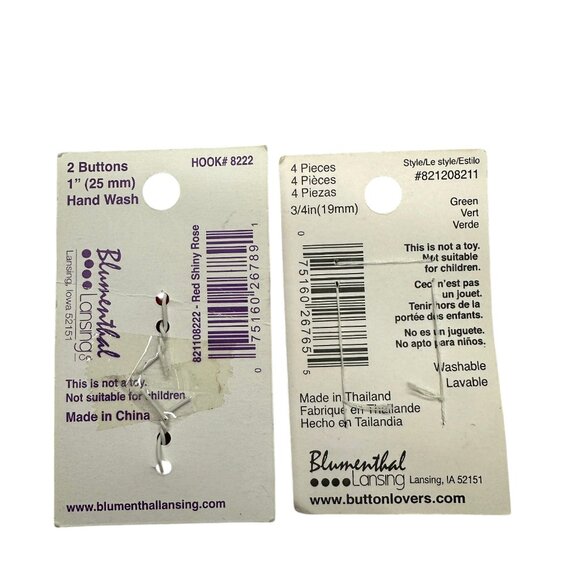 2 Buttons
1" (25 mm)
Hand Wash
HOOK# 8222
Blumenthal
Lansing
Lansing, Iowa 52151
821108222 - Red Shiny Rose
0 75160 26789 1
This is not a toy.
Not suitable for children.
Made in China
www.blumenthallansing.com
4 Pieces
4 Pièces
4 Piezas
3/4in(19mm)
Style/Le style/Estilo
#821208211
Green
Vert
Verde
0 75160 26765 5
This is not a toy.
Not suitable
for children.
Ceci n'est pas
un jouet.
Tenir hors de la
portée des enfants.
No es un juguete.
No apto para niños.
Washable
Lavable
Made in Thailand
Fabriqué en Thaïlande
Hecho en Tailandia
Blumenthal
Lansing
Lansing, IA 52151
www.buttonlovers.com